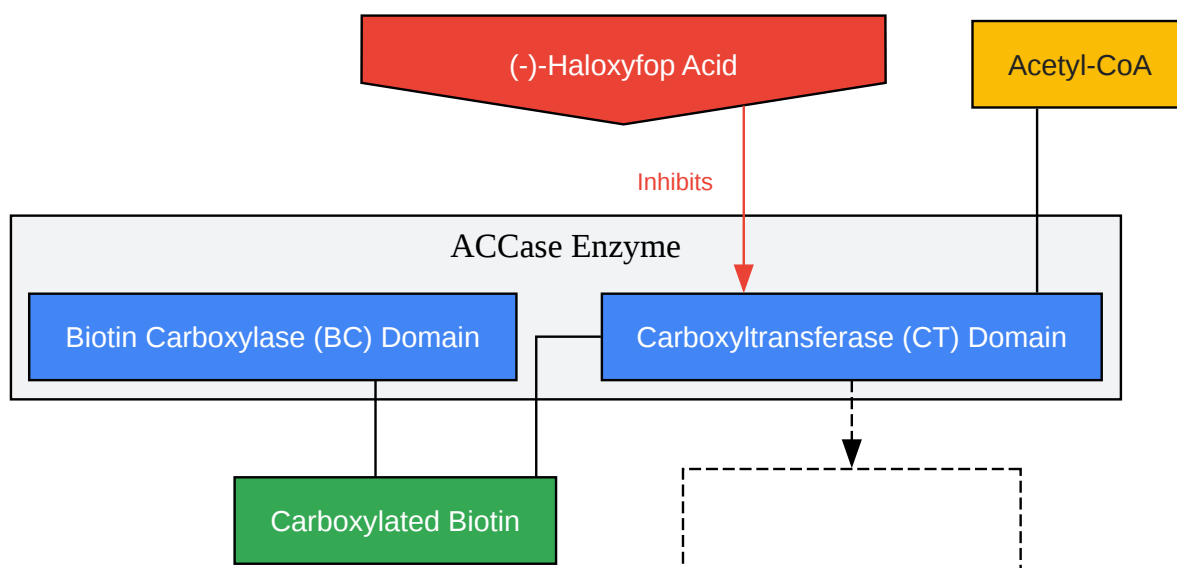 (-)-Haloxyfop Acid
Acetyl-CoA
Inhibits
ACCase Enzyme
Biotin Carboxylase (BC) Domain
Carboxyltransferase (CT) Domain
Carboxylated Biotin